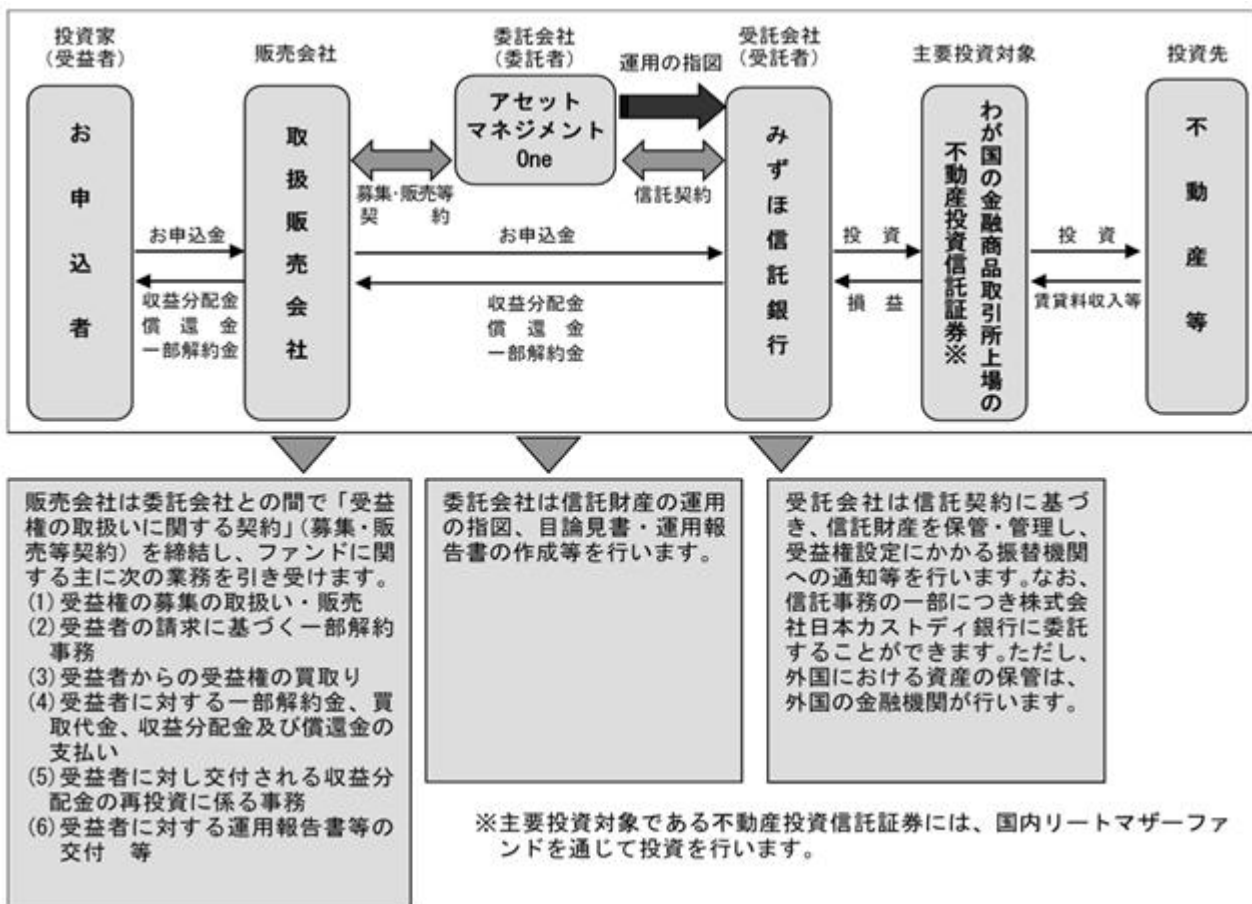 投資家
(受益者)
販売会社
委託会社
(委託者)
運用の指図
受託会社
(受託者)
主要投資対象
投資先
お申込者
取扱販売会社
アセット
マネジメント
One
みずほ信託銀行
わが国の金融商品取引所上場の
不動産投資信託証券※
不動産等
募集・販売等
契　約
信託契約
お申込金
収益分配金
償　還　金
一部解約金
お申込金
収益分配金
償　還　金
一部解約金
投　資
損　益
投　資
賃貸料収入等
販売会社は委託会社との間で「受益
権の取扱いに関する契約」(募集・販
売等契約) を締結し、ファンドに関
する主に次の業務を引き受けます。
(1) 受益権の募集の取扱い・販売
(2) 受益者の請求に基づく一部解約
事務
(3) 受益者からの受益権の買取り
(4) 受益者に対する一部解約金、買
取代金、収益分配金及び償還金の
支払い
(5) 受益者に対し交付される収益分
配金の再投資に係る事務
(6) 受益者に対する運用報告書等の
交付　等
委託会社は信託財産の運用
の指図、目論見書・運用報
告書の作成等を行います。
受託会社は信託契約に基づ
き、信託財産を保管・管理し、
受益権設定にかかる振替機関
への通知等を行います。なお、
信託事務の一部につき株式会
社日本カストディ銀行に委託
することができます。ただし、
外国における資産の保管は、
外国の金融機関が行います。
※主要投資対象である不動産投資信託証券には、国内リートマザーファ
ンドを通じて投資を行います。